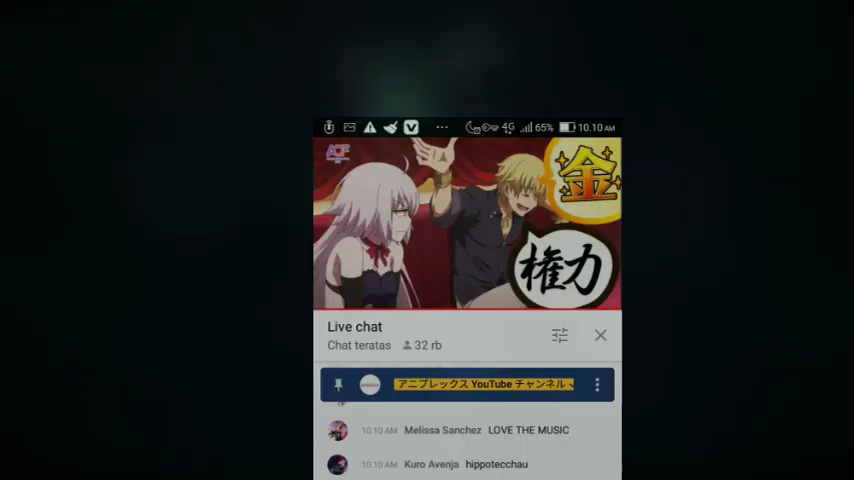 4G 65% 10.10 AM
ACF
金
権力
Live chat
Chat teratas 32 rb
アニプレックス YouTube チャンネル
10.10 AM Melissa Sanchez LOVE THE MUSIC
10.10 AM Kuro Avenja hippotecchau